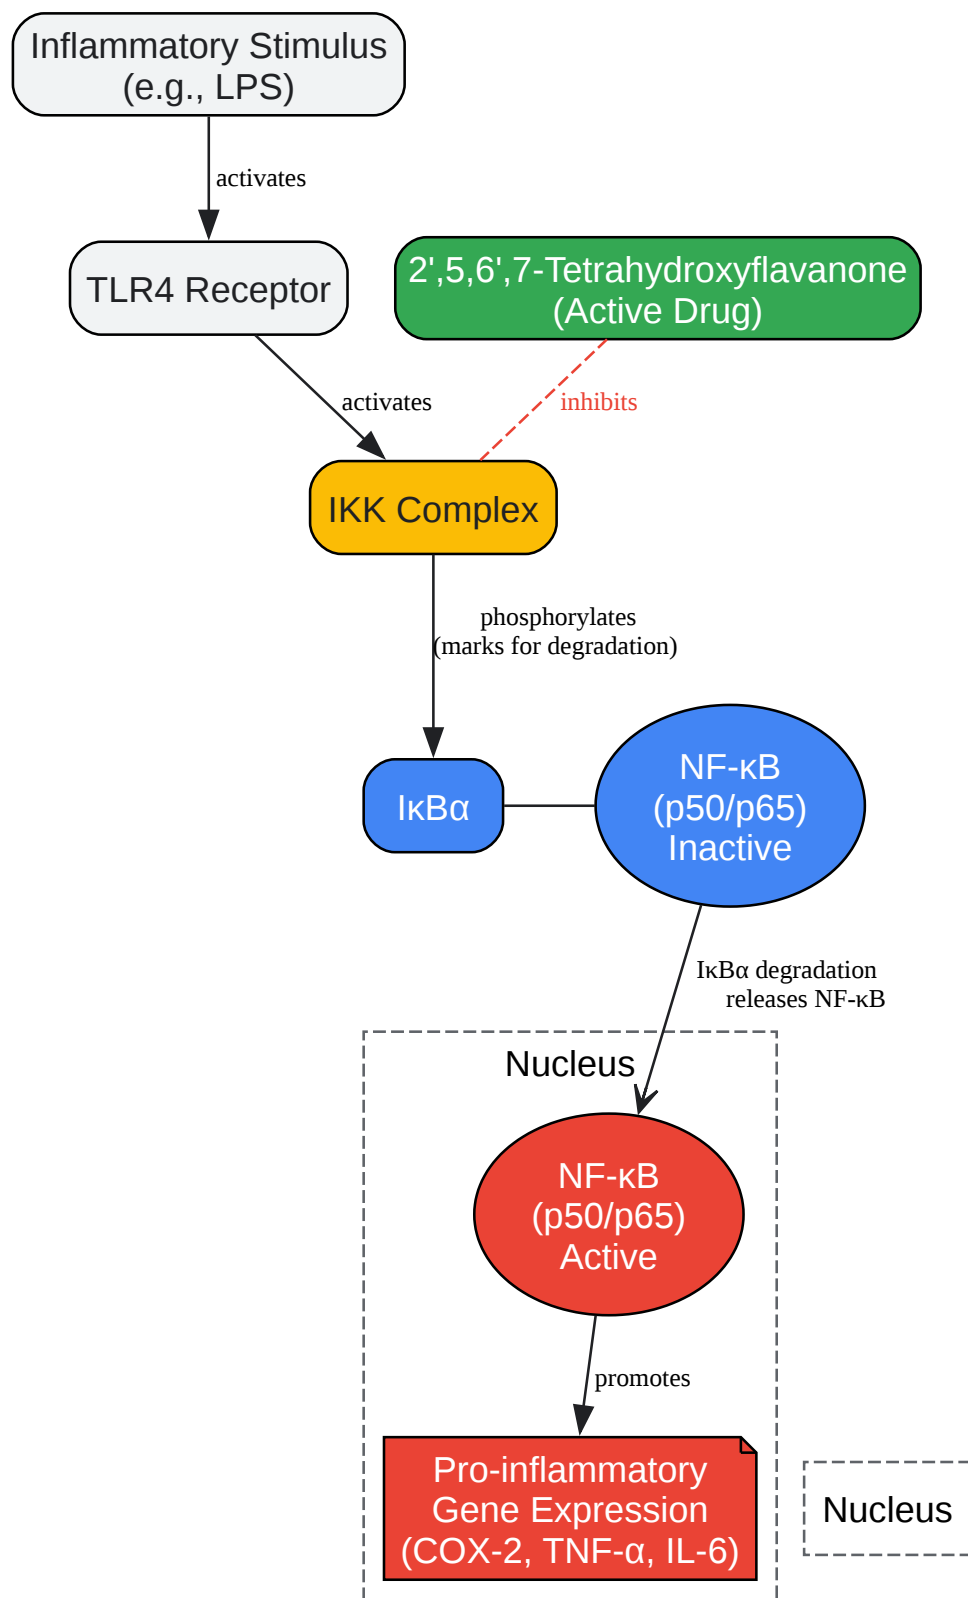 Inflammatory Stimulus
(e.g., LPS)
activates
TLR4 Receptor
2',5,6',7-Tetrahydroxyflavanone
(Active Drug)
activates
inhibits
IKK Complex
phosphorylates
(marks for degradation)
IκBα
NF-κB
(p50/p65)
Inactive
IκBα degradation
releases NF-κB
Nucleus
NF-κB
(p50/p65)
Active
promotes
Pro-inflammatory
Gene Expression
(COX-2, TNF-α, IL-6)
Nucleus